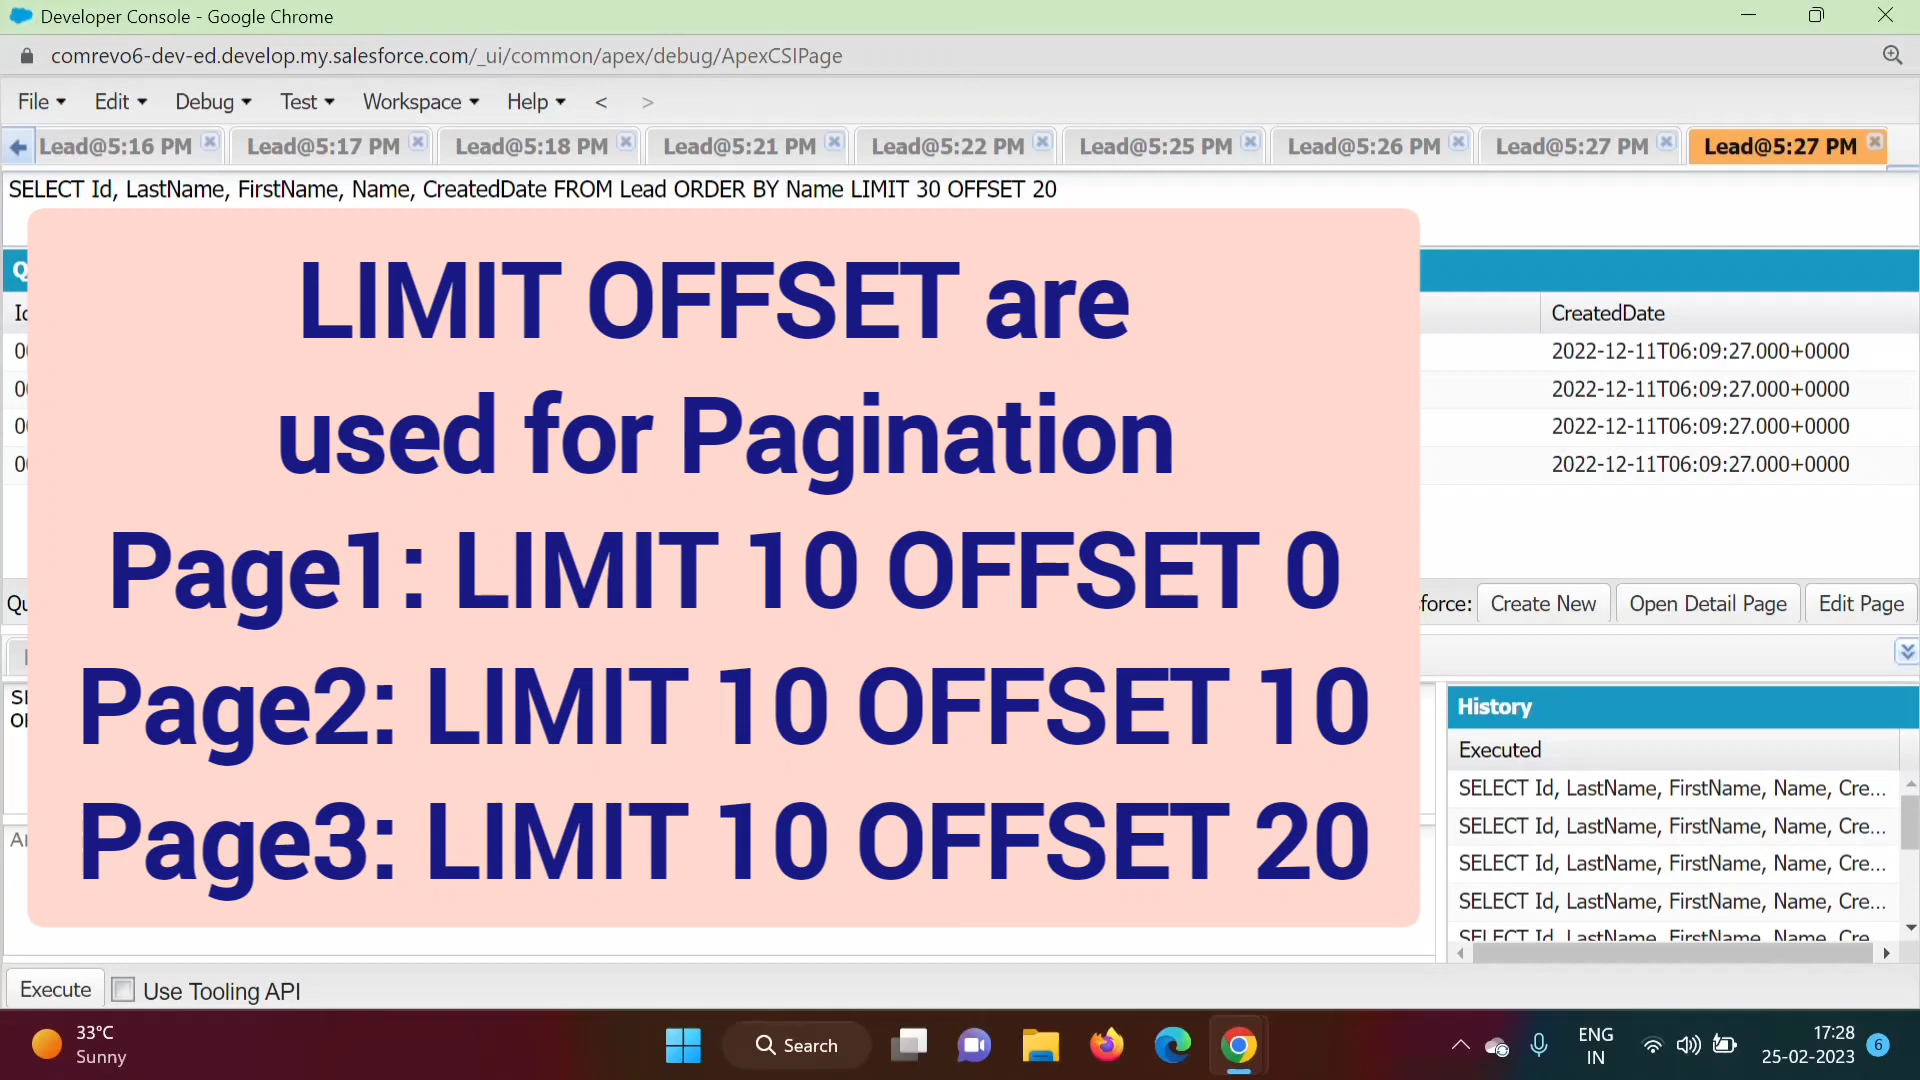 Developer Console - Google Chrome
comrevo6-dev-ed.develop.my.salesforce.com/_ui/common/apex/debug/ApexCSIPage
File Edit Debug Test Workspace Help < >
Lead@5:16 PM Lead@5:17 PM Lead@5:18 PM Lead@5:21 PM Lead@5:22 PM Lead@5:25 PM Lead@5:26 PM Lead@5:27 PM Lead@5:27 PM
SELECT Id, LastName, FirstName, Name, CreatedDate FROM Lead ORDER BY Name LIMIT 30 OFFSET 20
LIMIT OFFSET are
used for Pagination
Page1: LIMIT 10 OFFSET 0
Page2: LIMIT 10 OFFSET 10
Page3: LIMIT 10 OFFSET 20
CreatedDate
2022-12-11T06:09:27.000+0000
2022-12-11T06:09:27.000+0000
2022-12-11T06:09:27.000+0000
2022-12-11T06:09:27.000+0000
force: Create New Open Detail Page Edit Page
History
Executed
SELECT Id, LastName, FirstName, Name, Cre...
SELECT Id, LastName, FirstName, Name, Cre...
SELECT Id, LastName, FirstName, Name, Cre...
SELECT Id, LastName, FirstName, Name, Cre...
SELECT Id, LastName, FirstName, Name, Cre
Execute Use Tooling API
33°C
Sunny
Search
ENG
IN
17:28
25-02-2023
6